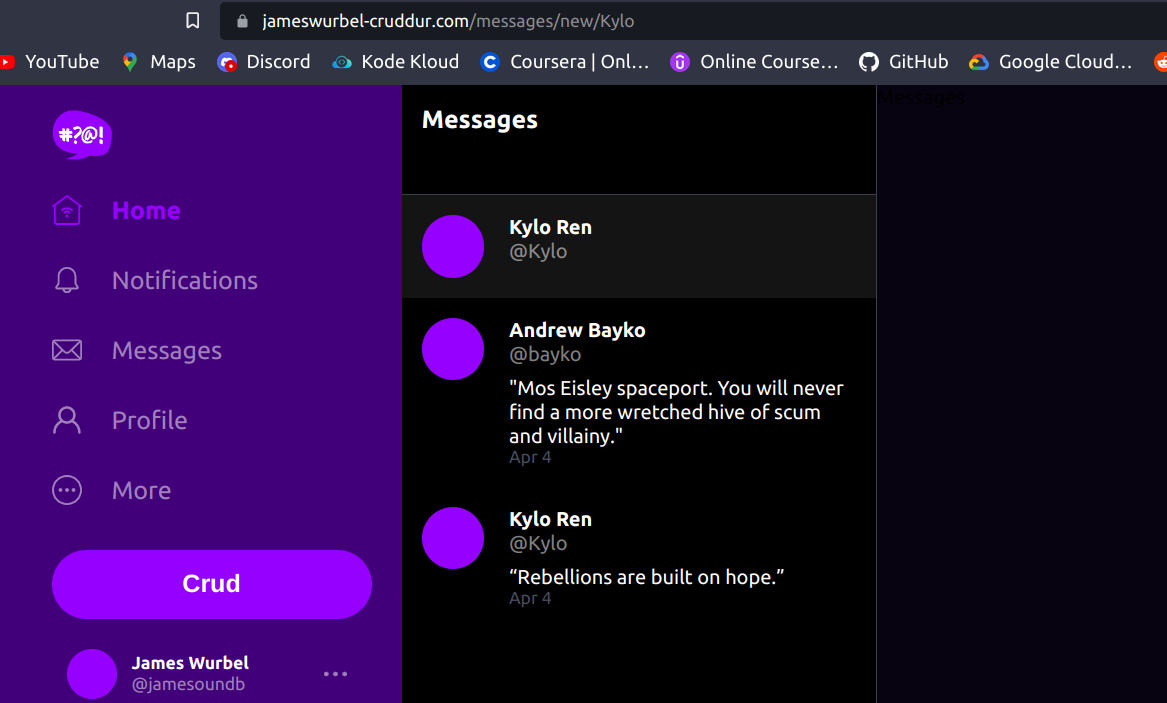 jameswurbel-cruddur.com/messages/new/Kylo
YouTube Maps Discord Kode Kloud Coursera | Onl... Online Course... GitHub Google Cloud...
#?@!
Home
Notifications
Messages
Profile
More
Crud
James Wurbel
@jamesoundb
Messages
Kylo Ren
@Kylo
Andrew Bayko
@bayko
"Mos Eisley spaceport. You will never
find a more wretched hive of scum
and villainy."
Apr 4
Kylo Ren
@Kylo
“Rebellions are built on hope.”
Apr 4
Messages